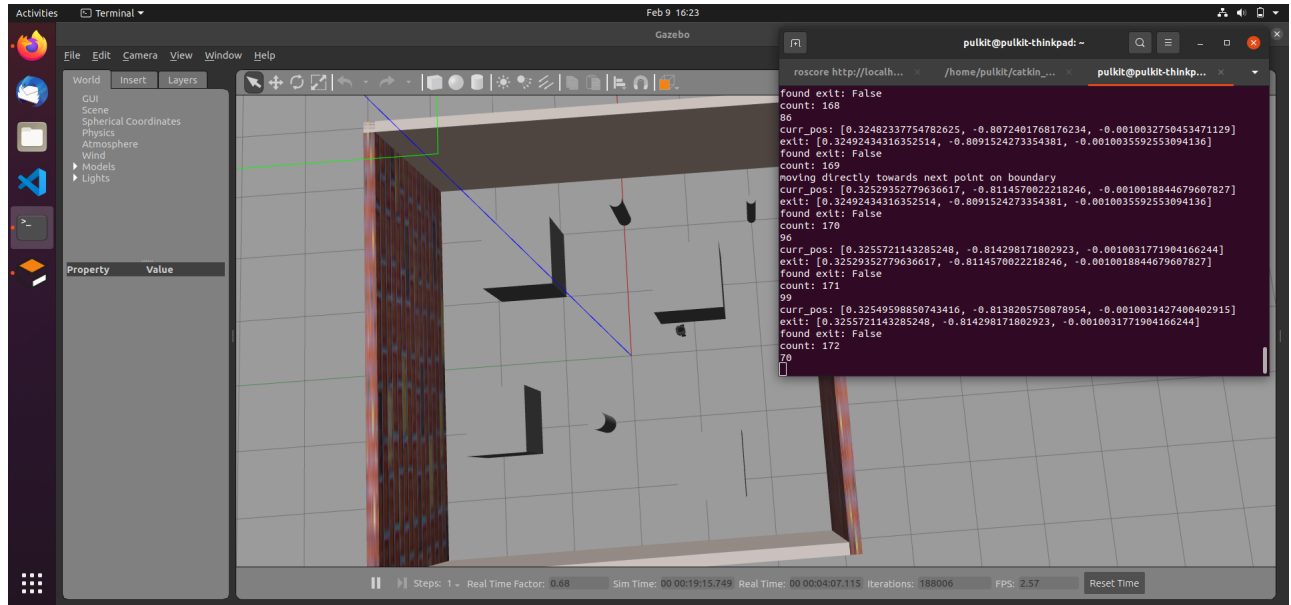 Activities
Terminal
Feb 9 16:23
Gazebo
File Edit Camera View Window Help
World Insert Layers
GUI
Scene
Spherical Coordinates
Physics
Atmosphere
Wind
Models
Lights
Property Value
pulkit@pulkit-thinkpad: ~
roscore http://localh... × /home/pulkit/catkin_... × pulkit@pulkit-thinkp... ×
found exit: False
count: 168
86
curr_pos: [0.32482337754782625, -0.8072401768176234, -0.0010032750453471129]
exit: [0.32492434316352514, -0.8091524273354381, -0.0010035592553094136]
found exit: False
count: 169
moving directly towards next point on boundary
curr_pos: [0.32529352779636617, -0.8114570022218246, -0.0010018844679607827]
exit: [0.32492434316352514, -0.8091524273354381, -0.0010035592553094136]
found exit: False
count: 170
96
curr_pos: [0.3255721143285248, -0.814298171802923, -0.0010031771904166244]
exit: [0.32529352779636617, -0.8114570022218246, -0.0010018844679607827]
found exit: False
count: 171
99
curr_pos: [0.32549598850743416, -0.8138205750878954, -0.0010031427400402915]
exit: [0.3255721143285248, -0.814298171802923, -0.0010031771904166244]
found exit: False
count: 172
70
Steps: 1 Real Time Factor: 0.68 Sim Time: 00 00:19:15.749 Real Time: 00 00:04:07.115 Iterations: 188006 FPS: 2.57 Reset Time